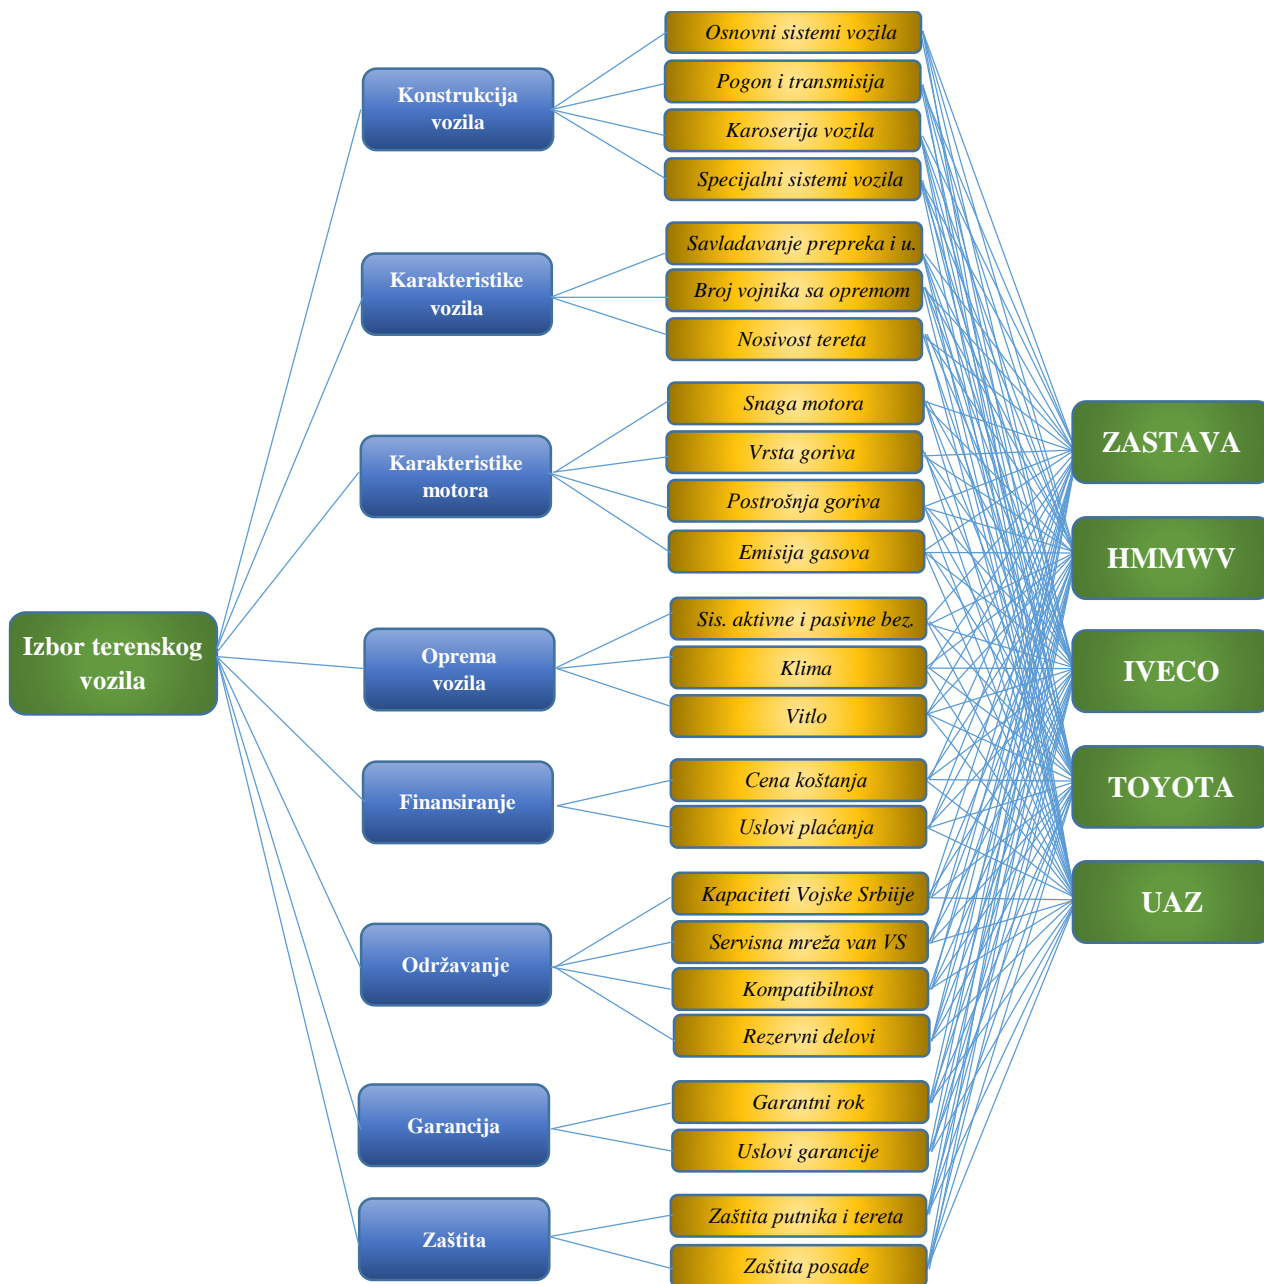 Izbor terenskog
vozila
Konstrukcija
vozila
Osnovni sistemi vozila
Pogon i transmisija
Karoserija vozila
Specijalni sistemi vozila
Karakteristike
vozila
Savladavanje prepreka i u.
Broj vojnika sa opremom
Nosivost tereta
Karakteristike
motora
Snaga motora
Vrsta goriva
Postrošnja goriva
Emisija gasova
Oprema
vozila
Sis. aktivne i pasivne bez.
Klima
Vitlo
Finansiranje
Cena koštanja
Uslovi plaćanja
Održavanje
Kapaciteti Vojske Srbiije
Servisna mreža van VS
Kompatibilnost
Rezervni delovi
Garancija
Garantni rok
Uslovi garancije
Zaštita
Zaštita putnika i tereta
Zaštita posade
ZASTAVA
HMMWV
IVECO
TOYOTA
UAZ